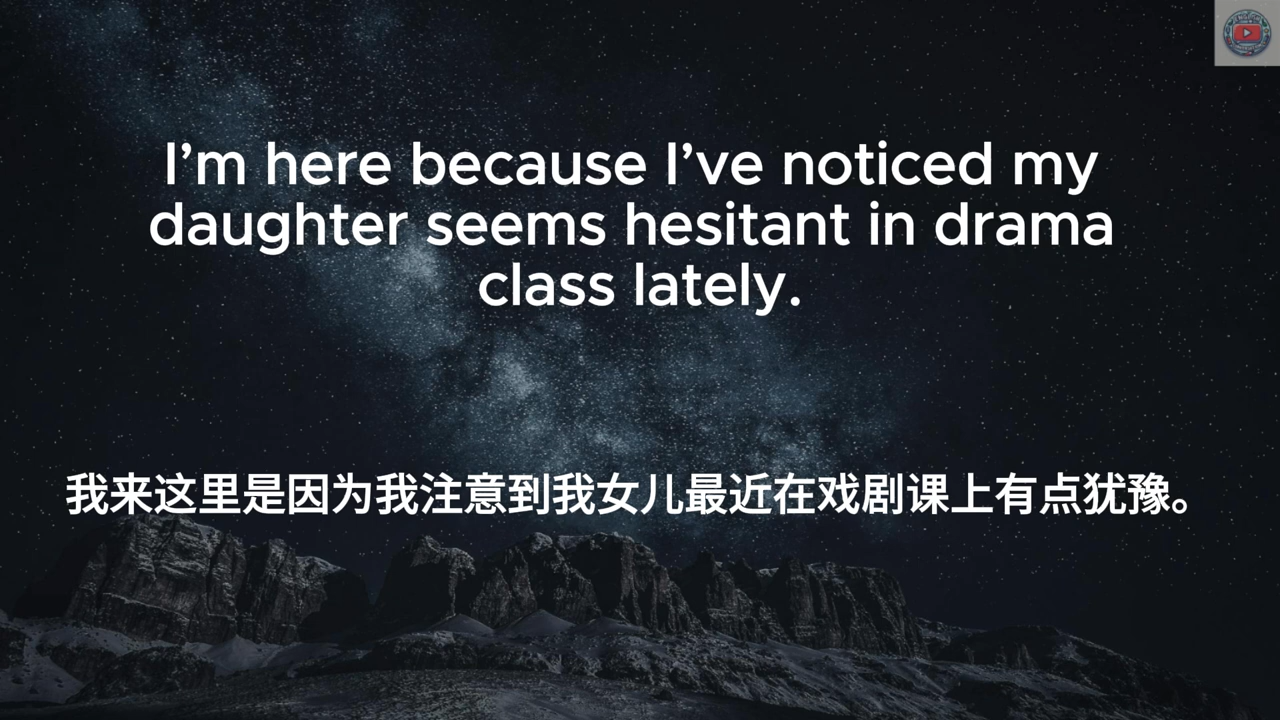 I’m here because I’ve noticed my
daughter seems hesitant in drama
class lately.
我来这里是因为我注意到我女儿最近在戏剧课上有点犹豫。